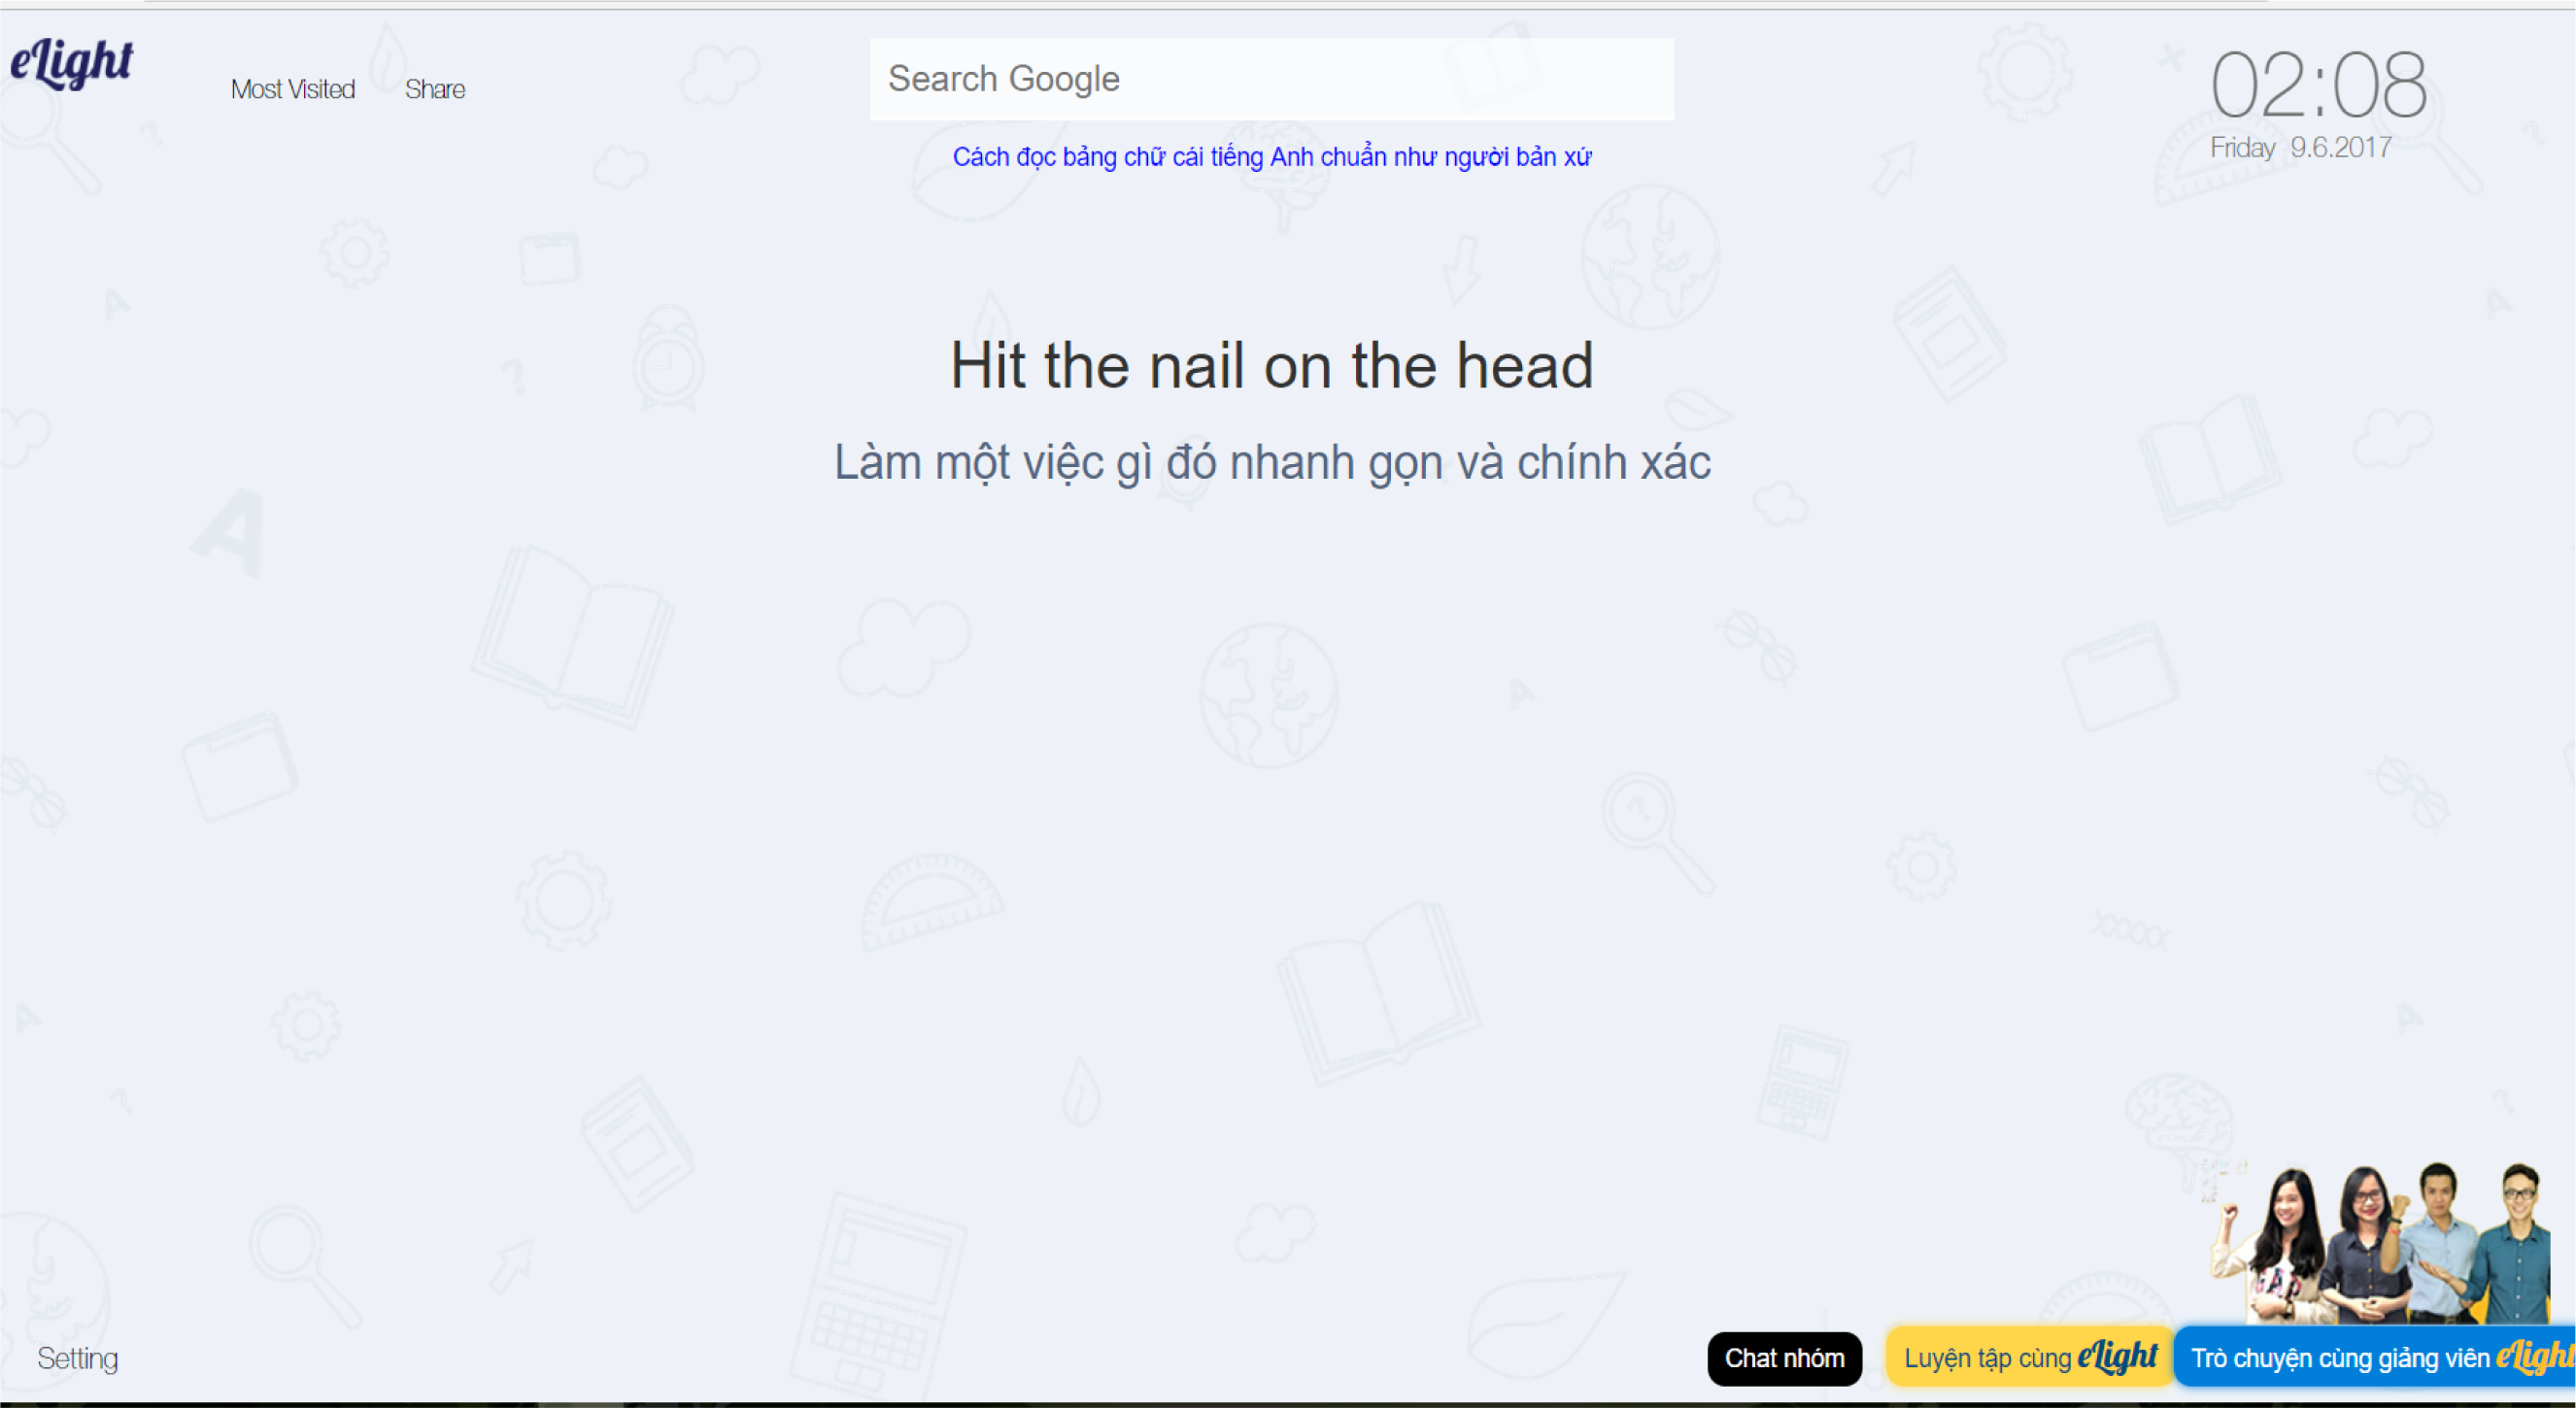 eLight
Most Visited Share
Search Google
02:08
Friday 9.6.2017
Cách đọc bảng chữ cái tiếng Anh chuẩn như người bản xứ
Hit the nail on the head
Làm một việc gì đó nhanh gọn và chính xác
Setting
Chat nhóm
Luyện tập cùng eLight
Trò chuyện cùng giảng viên eLight